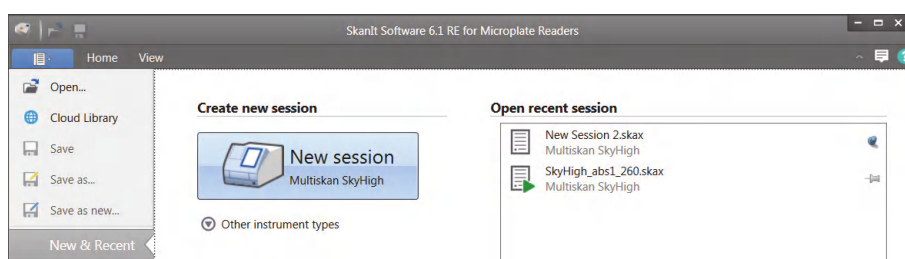 SkanIt Software 6.1 RE for Microplate Readers
Home View
Open...
Cloud Library
Save
Save as...
Save as new...
New & Recent
Create new session
New session
Multiskan SkyHigh
Other instrument types
Open recent session
New Session 2.skax
Multiskan SkyHigh
SkyHigh_abs1_260.skax
Multiskan SkyHigh